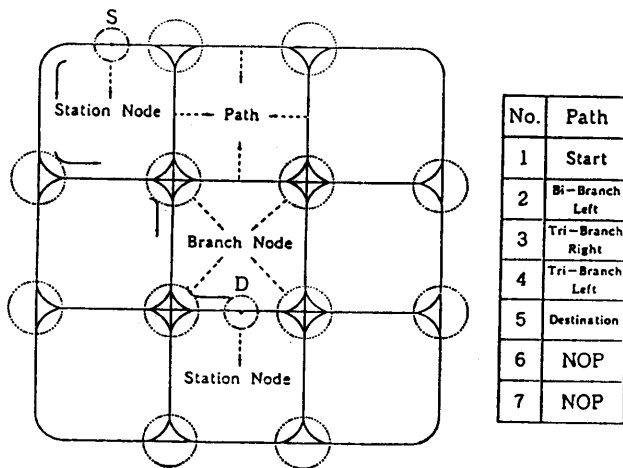 S
Station Node
Path
Branch Node
D
Station Node
No. Path
1 Start
2 Bi-Branch
Left
3 Tri-Branch
Right
4 Tri-Branch
Left
5 Destination
6 NOP
7 NOP